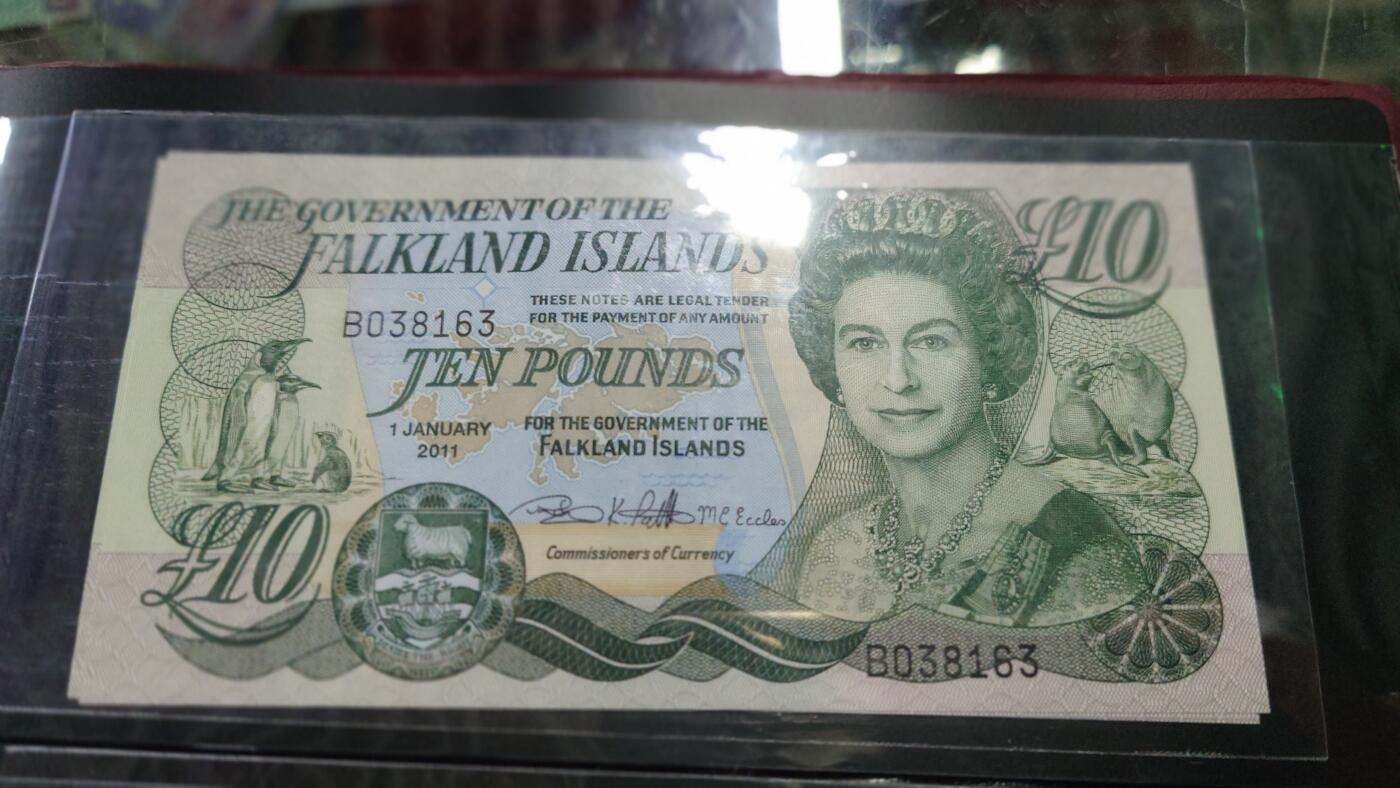 THE GOVERNMENT OF THE
FALKLAND ISLANDS
£10
THESE NOTES ARE LEGAL TENDER
FOR THE PAYMENT OF ANY AMOUNT
B038163
TEN POUNDS
1 JANUARY
2011
FOR THE GOVERNMENT OF THE
FALKLAND ISLANDS
MC Eccles
Commissioners of Currency
£10
B038163